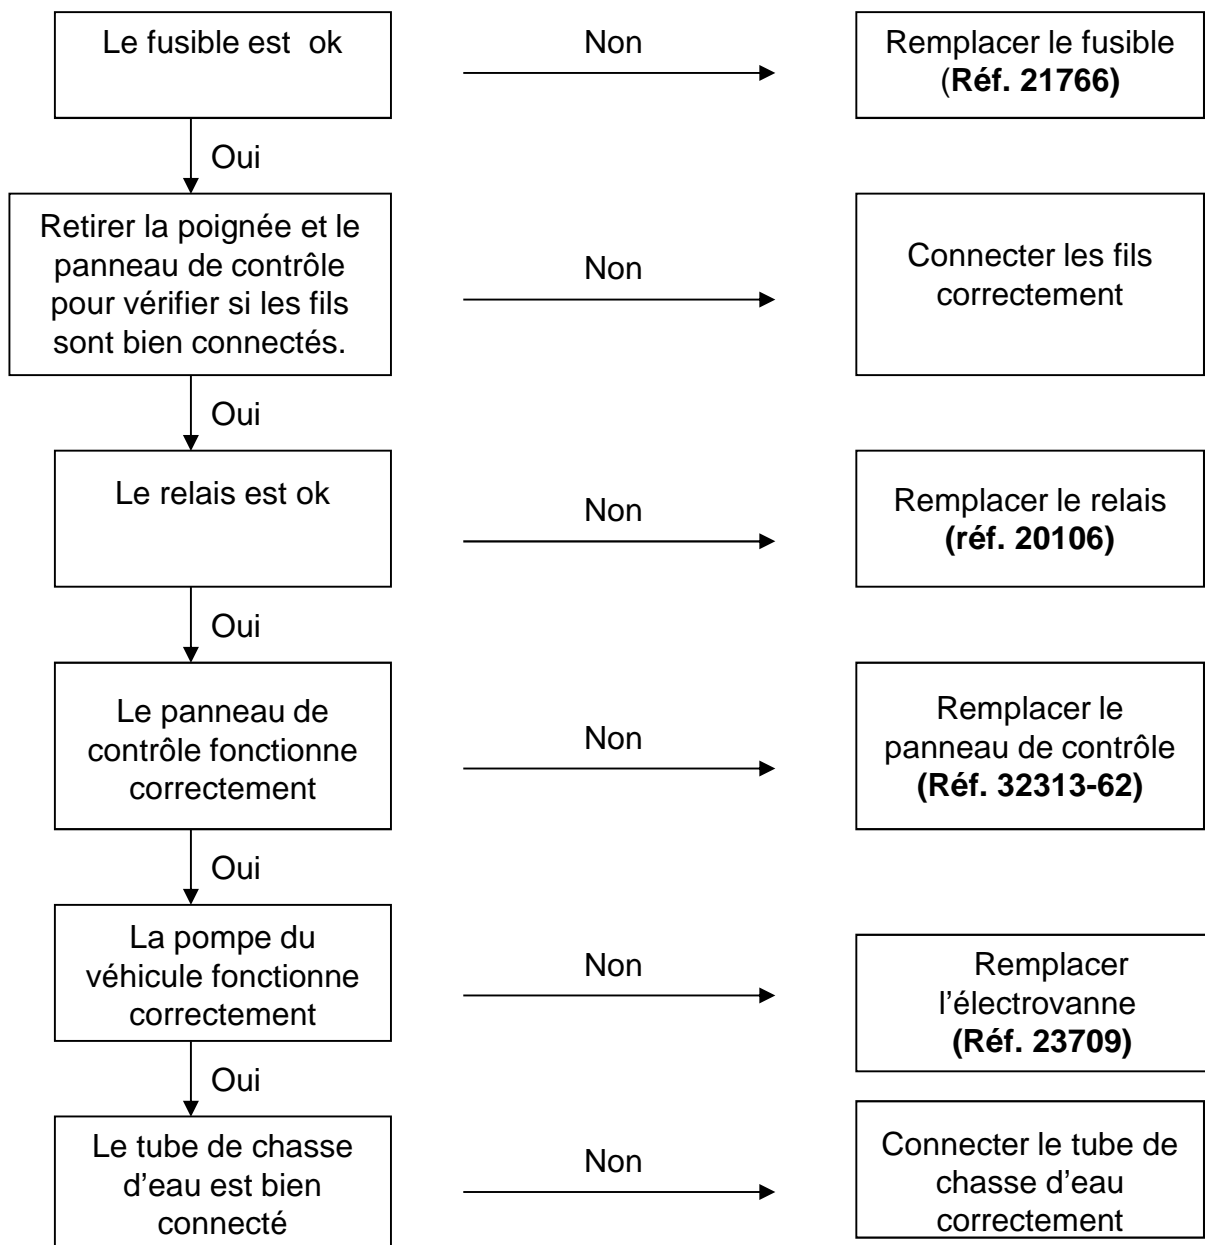 Le fusible est ok
Non
Remplacer le fusible
(Réf. 21766)
Oui
Retirer la poignée et le
panneau de contrôle
pour vérifier si les fils
sont bien connectés.
Non
Connecter les fils
correctement
Oui
Le relais est ok
Non
Remplacer le relais
(réf. 20106)
Oui
Le panneau de
contrôle fonctionne
correctement
Non
Remplacer le
panneau de contrôle
(Réf. 32313-62)
Oui
La pompe du
véhicule fonctionne
correctement
Non
Remplacer
l’électrovanne
(Réf. 23709)
Oui
Le tube de chasse
d’eau est bien
connecté
Non
Connecter le tube de
chasse d’eau
correctement